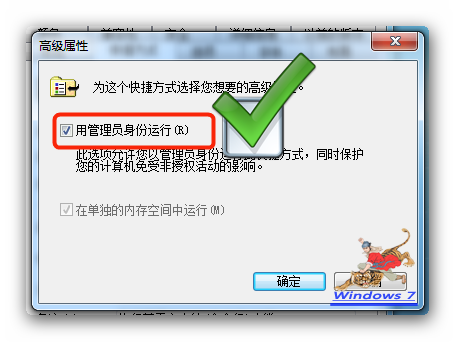 高级属性
为这个快捷方式选择您想要的高级
用管理员身份运行(R)
此选项允许您以管理员身份 方式，同时保护
您的计算机免受非授权活动的影响。
在单独的内存空间中运行(M)
确定
Windows 7